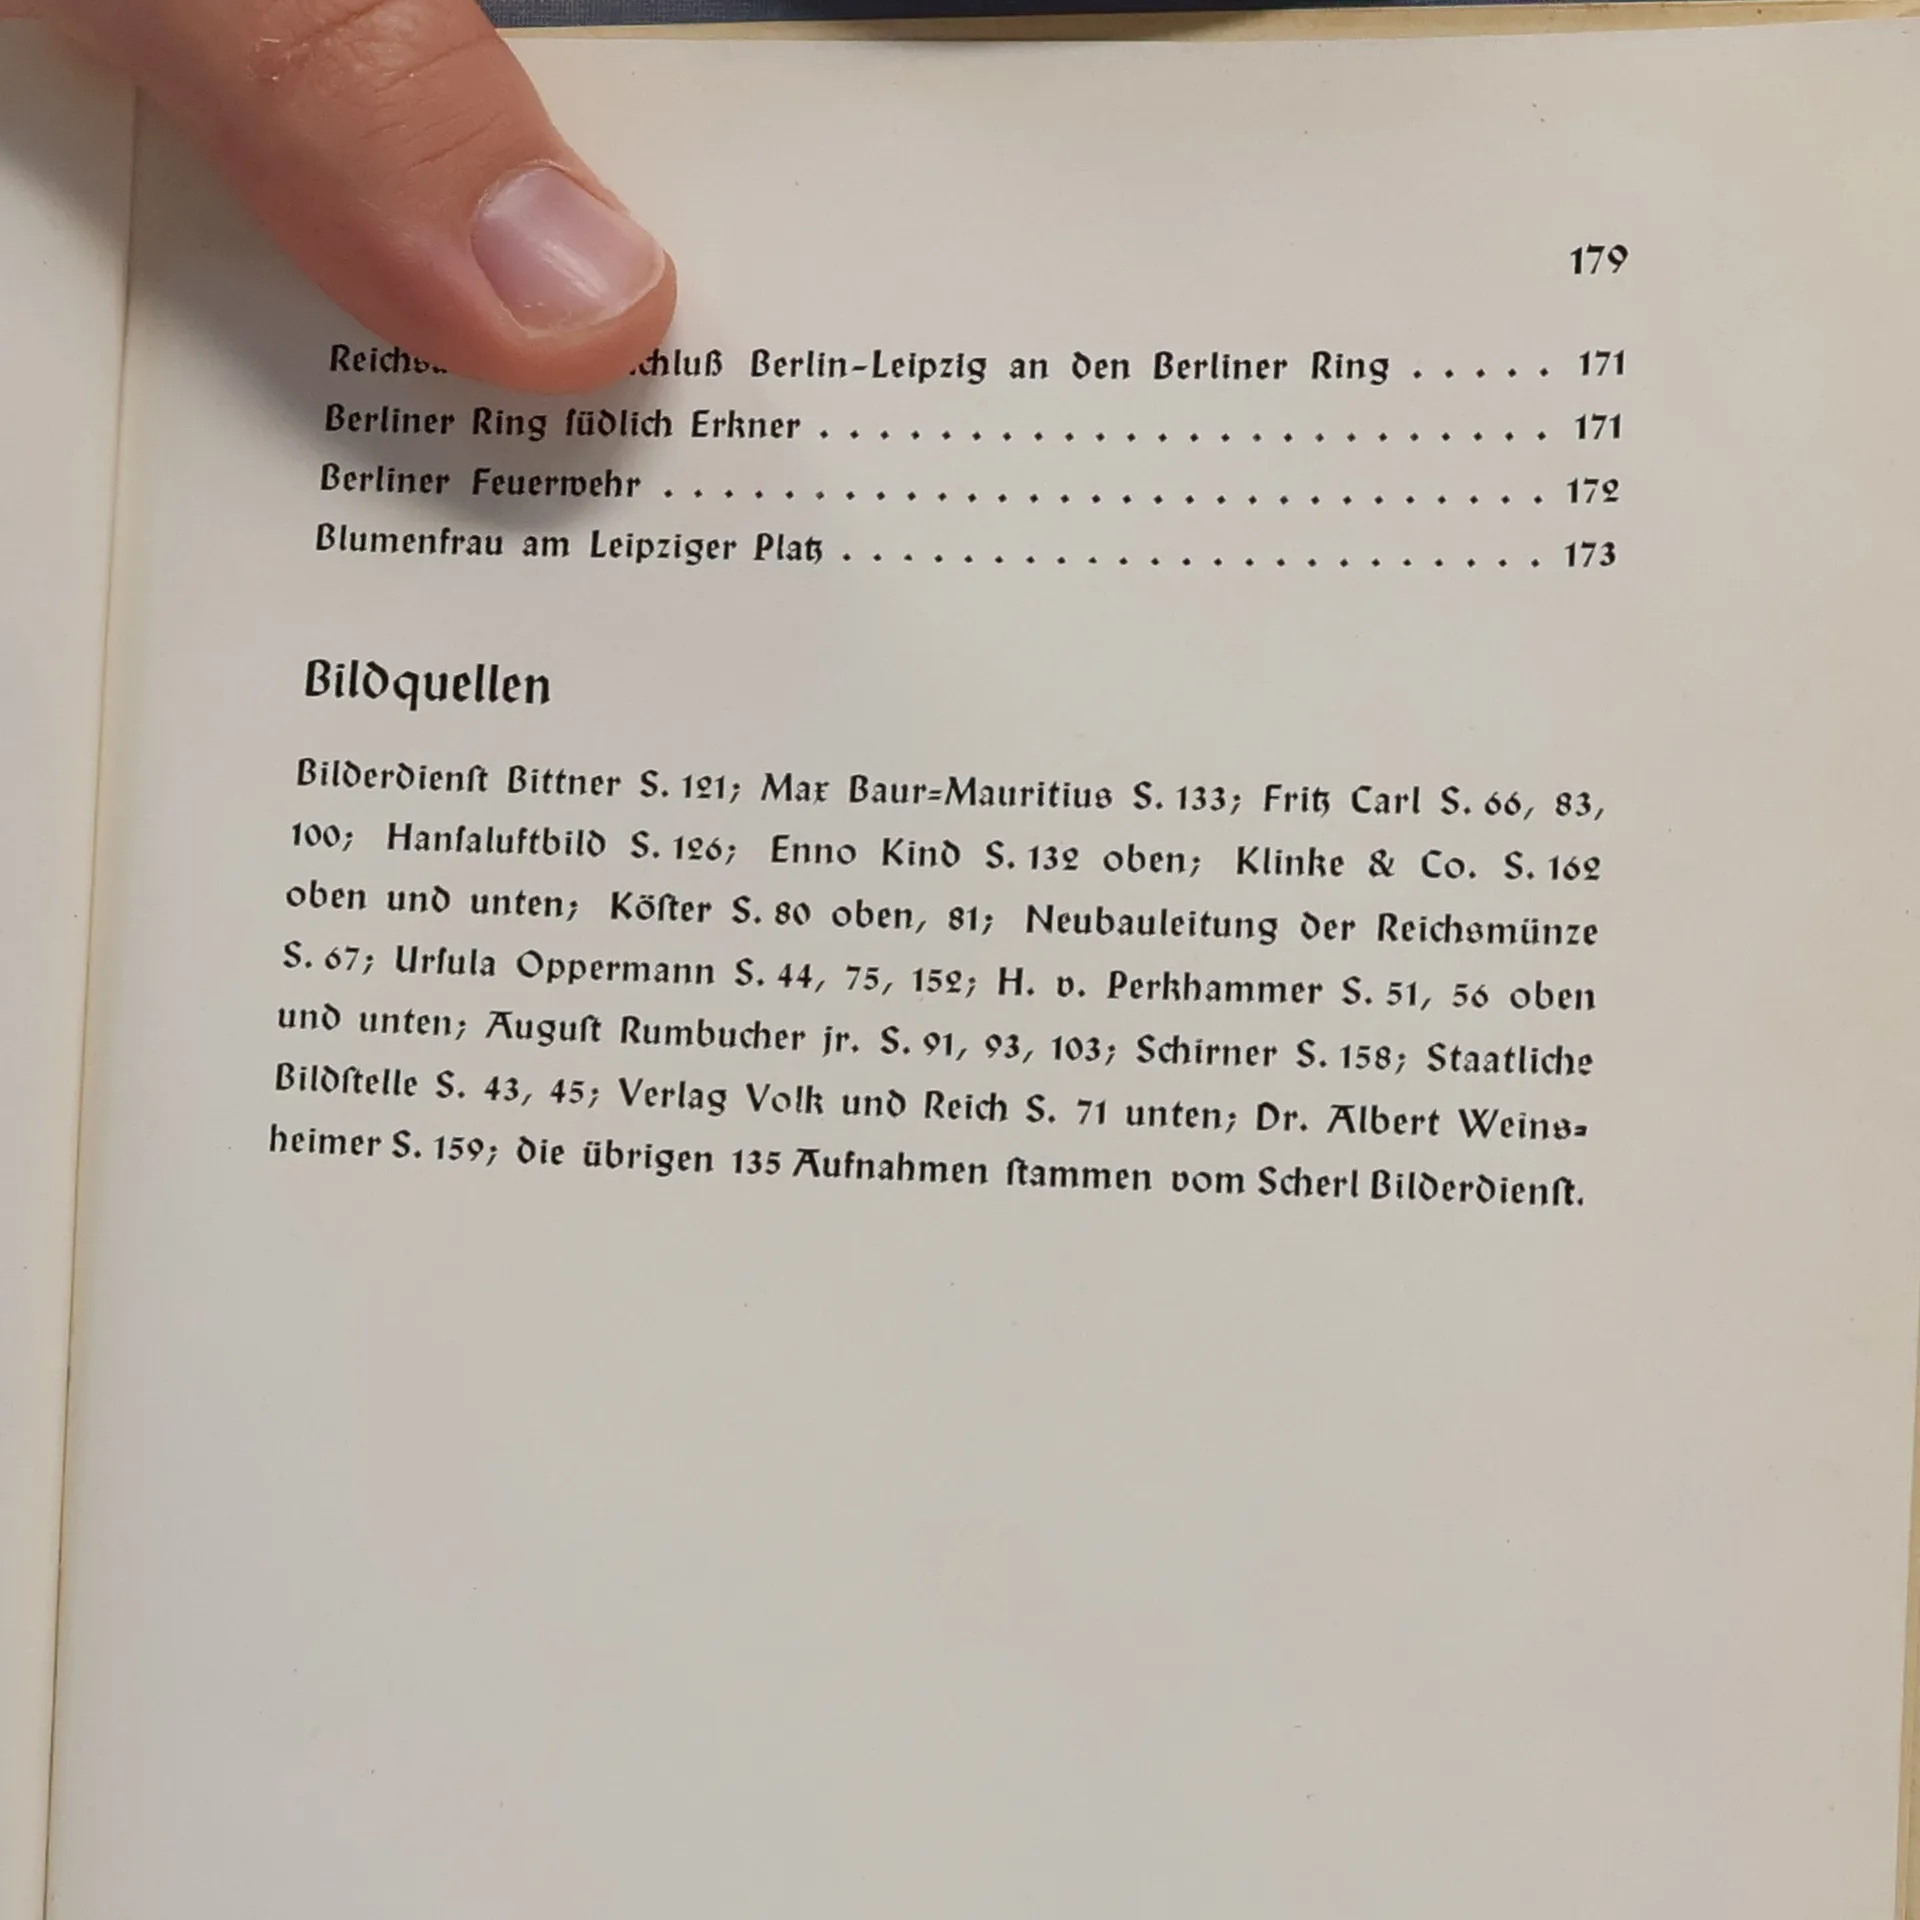 179
chluß Berlin-Leipzig an den Berliner Ring . . . . . 171
Berliner Ring ſüdlich Erkner . . . . . . . . . . . . . . . . . . . . . . . . 171
Berliner Feuerwehr . . . . . . . . . . . . . . . . . . . . . . . . . . . . . 172
Blumenfrau am Leipziger Platz . . . . . . . . . . . . . . . . . . . . . . . 173
Bildquellen
Bilderdienſt Bittner S. 121; Max Baur-Mauritius S. 133; Fritz Carl S. 66, 83,
100; Hanſaluftbild S. 126; Enno Kind S. 132 oben; Klinke & Co. S. 162
oben und unten; Köſter S. 80 oben, 81; Neubauleitung der Reichsmünze
S. 67; Urſula Oppermann S. 44, 75, 152; H. v. Perkhammer S. 51, 56 oben
und unten; Auguſt Rumbucher jr. S. 91, 93, 103; Schirner S. 158; Staatliche
Bildſtelle S. 43, 45; Verlag Volk und Reich S. 71 unten; Dr. Albert Weins-
heimer S. 159; die übrigen 135 Aufnahmen ſtammen vom Scherl Bilderdienſt.